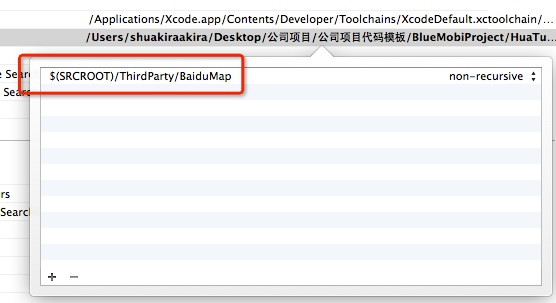 /Applications/Xcode.app/Contents/Developer/Toolchains/XcodeDefault.xctoolchain/...
/Users/shuakiraakira/Desktop/公司项目/公司项目代码模板/BlueMobiProject/HuaTu...
e Searc
$(SRCROOT)/ThirdParty/BaiduMap non-recursive
Searc
rs
Search
+ −